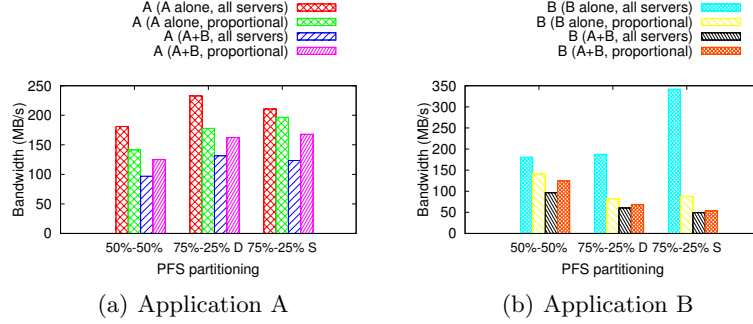 A (A alone, all servers)
A (A alone, proportional)
A (A+B, all servers)
A (A+B, proportional)
250
200
150
100
50
0
Bandwidth (MB/s)
50%-50% 75%-25% D 75%-25% S
PFS partitioning
(a) Application A
B (B alone, all servers)
B (B alone, proportional)
B (A+B, all servers)
B (A+B, proportional)
350
300
250
200
150
100
50
0
Bandwidth (MB/s)
50%-50% 75%-25% D 75%-25% S
PFS partitioning
(b) Application B